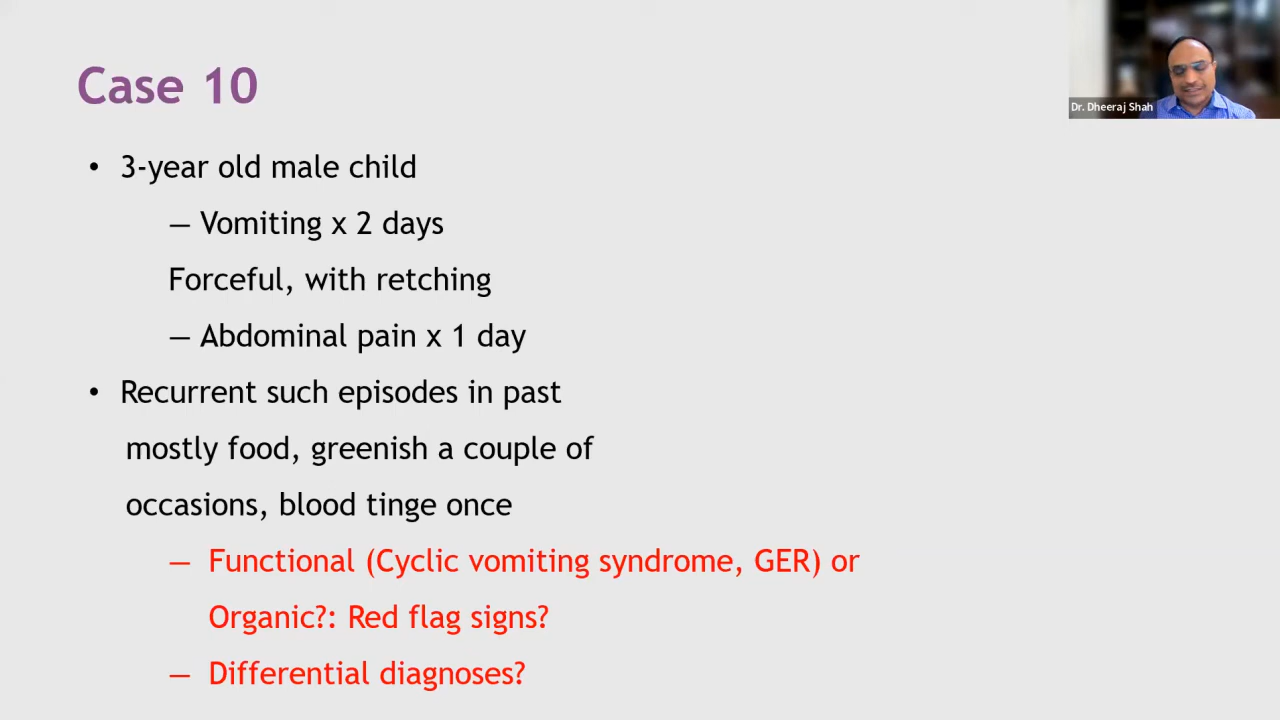 Case 10
Dr. Dheeraj Shah
• 3-year old male child
— Vomiting x 2 days
Forceful, with retching
— Abdominal pain x 1 day
• Recurrent such episodes in past
mostly food, greenish a couple of
occasions, blood tinge once
— Functional (Cyclic vomiting syndrome, GER) or
Organic?: Red flag signs?
— Differential diagnoses?